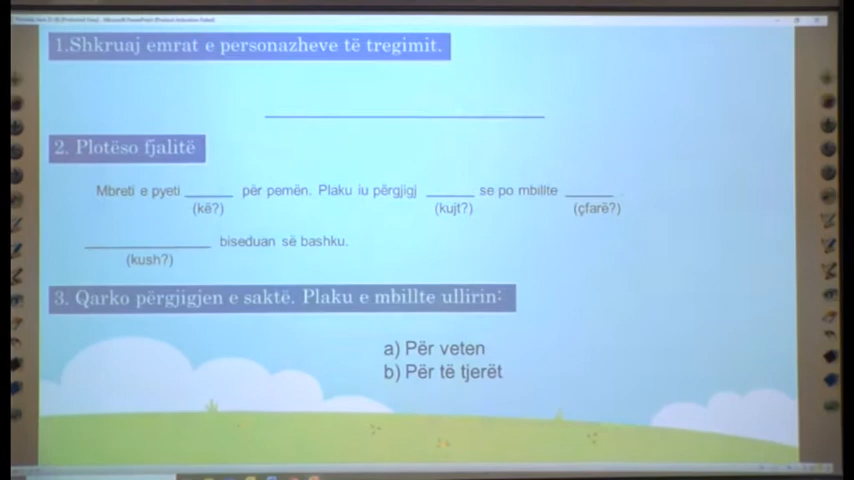 1.Shkruaj emrat e personazheve të tregimit.
2. Plotëso fjalitë
Mbreti e pyeti ______ për pemën. Plaku iu përgjigj ______ se po mbillte ______ .
(kë?) (kujt?) (çfarë?)
________________ biseduan së bashku.
(kush?)
3. Qarko përgjigjen e saktë. Plaku e mbillte ullirin:
a) Për veten
b) Për të tjerët